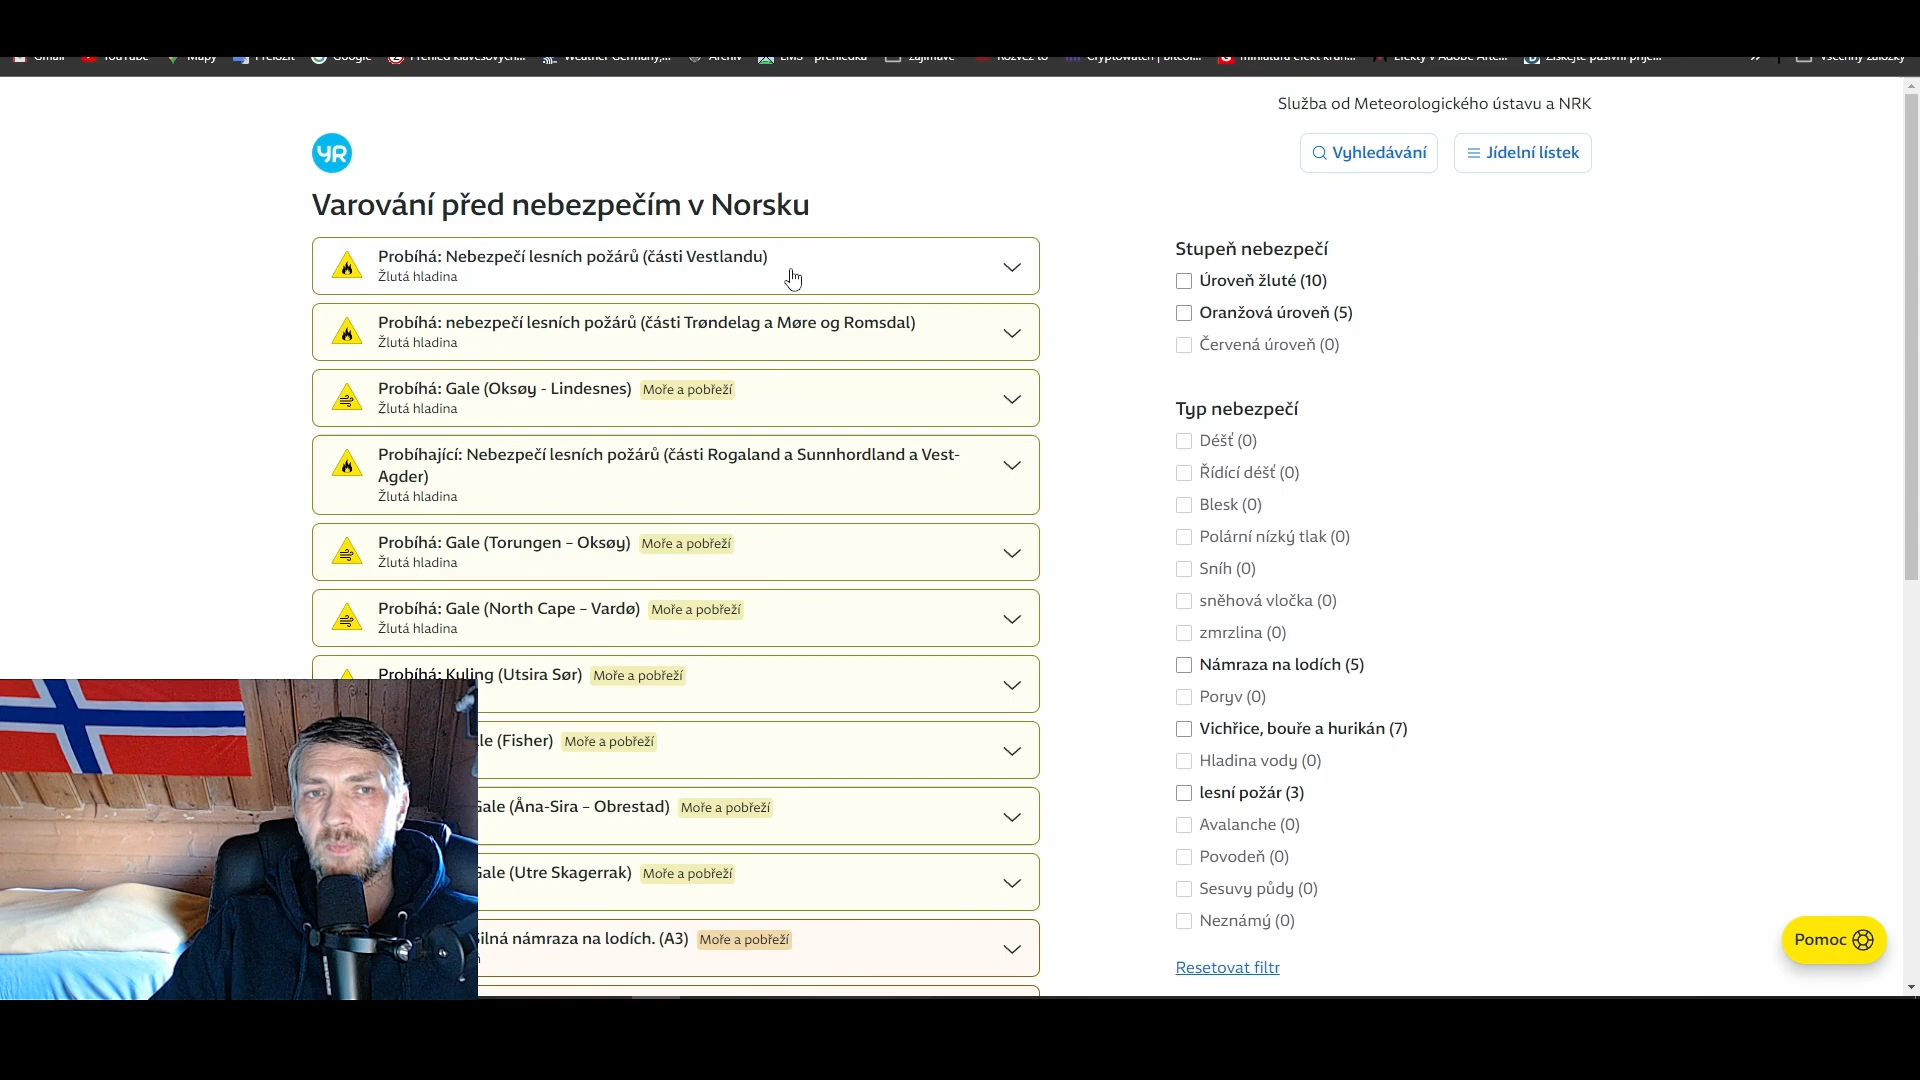 Služba od Meteorologického ústavu a NRK
YR
Vyhledávání
Jídelní lístek
Varování před nebezpečím v Norsku
Probíhá: Nebezpečí lesních požárů (části Vestlandu)
Žlutá hladina
Probíhá: nebezpečí lesních požárů (části Trøndelag a Møre og Romsdal)
Žlutá hladina
Probíhá: Gale (Oksøy - Lindesnes) Moře a pobřeží
Žlutá hladina
Probíhající: Nebezpečí lesních požárů (části Rogaland a Sunnhordland a Vest-
Agder)
Žlutá hladina
Probíhá: Gale (Torungen – Oksøy) Moře a pobřeží
Žlutá hladina
Probíhá: Gale (North Cape – Vardø) Moře a pobřeží
Žlutá hladina
Probíhá: Kuling (Utsira Sør) Moře a pobřeží
(Fisher) Moře a pobřeží
Gale (Åna-Sira – Obrestad) Moře a pobřeží
Gale (Utre Skagerrak) Moře a pobřeží
Silná námraza na lodích. (A3) Moře a pobřeží
Stupeň nebezpečí
Úroveň žluté (10)
Oranžová úroveň (5)
Červená úroveň (0)
Typ nebezpečí
Déšť (0)
Řídící déšť (0)
Blesk (0)
Polární nízký tlak (0)
Sníh (0)
sněhová vločka (0)
zmrzlina (0)
Námraza na lodích (5)
Poryv (0)
Vichřice, bouře a hurikán (7)
Hladina vody (0)
lesní požár (3)
Avalanche (0)
Povodeň (0)
Sesuvy půdy (0)
Neznámý (0)
Resetovat filtr
Pomoc